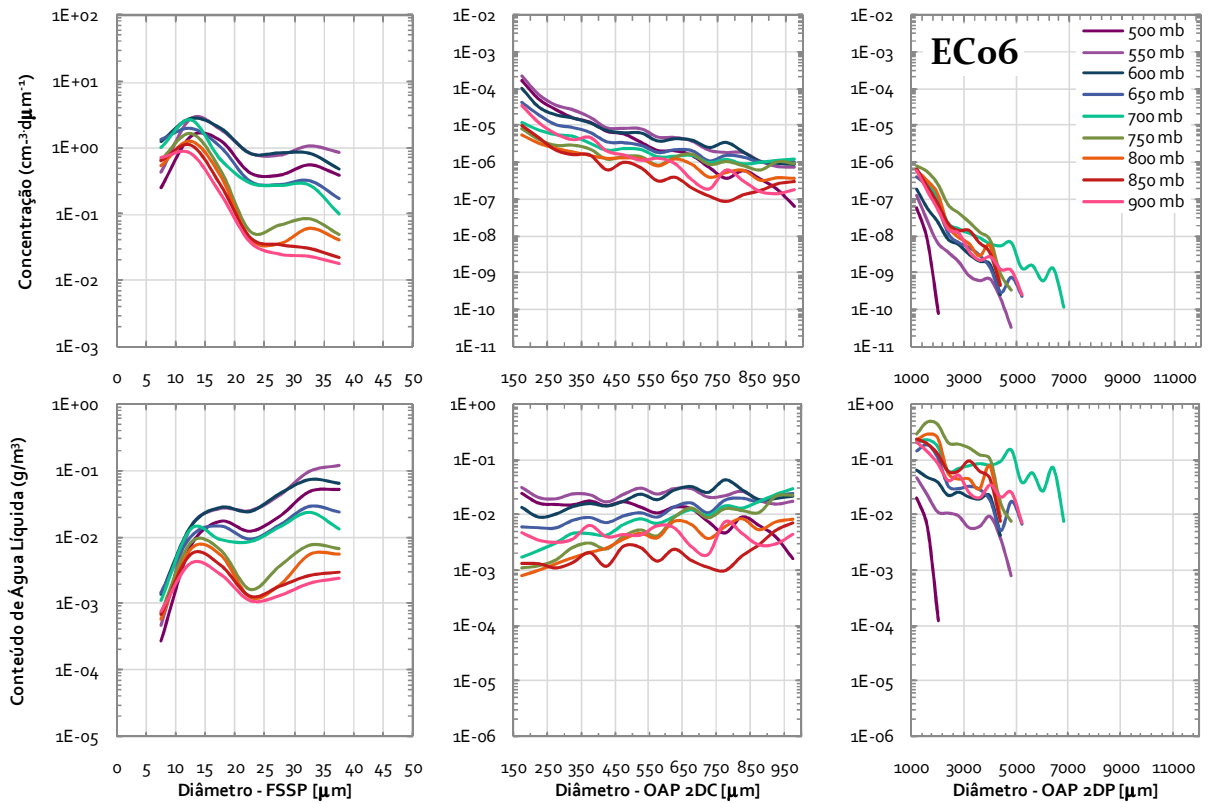 1E+02
1E+01
1E+00
1E-01
1E-02
1E-03
Concentração (cm⁻³·dµm⁻¹)
0 5 10 15 20 25 30 35 40 45 50
1E-02
1E-03
1E-04
1E-05
1E-06
1E-07
1E-08
1E-09
1E-10
1E-11
150 250 350 450 550 650 750 850 950
1E-02
1E-03
1E-04
1E-05
1E-06
1E-07
1E-08
1E-09
1E-10
1E-11
1000 3000 5000 7000 9000 11000
EC06
500 mb
550 mb
600 mb
650 mb
700 mb
750 mb
800 mb
850 mb
900 mb
1E+00
1E-01
1E-02
1E-03
1E-04
1E-05
Conteúdo de Água Líquida (g/m³)
0 5 10 15 20 25 30 35 40 45 50
Diâmetro - FSSP [µm]
1E+00
1E-01
1E-02
1E-03
1E-04
1E-05
1E-06
150 250 350 450 550 650 750 850 950
Diâmetro - OAP 2DC [µm]
1E+00
1E-01
1E-02
1E-03
1E-04
1E-05
1E-06
1000 3000 5000 7000 9000 11000
Diâmetro - OAP 2DP [µm]